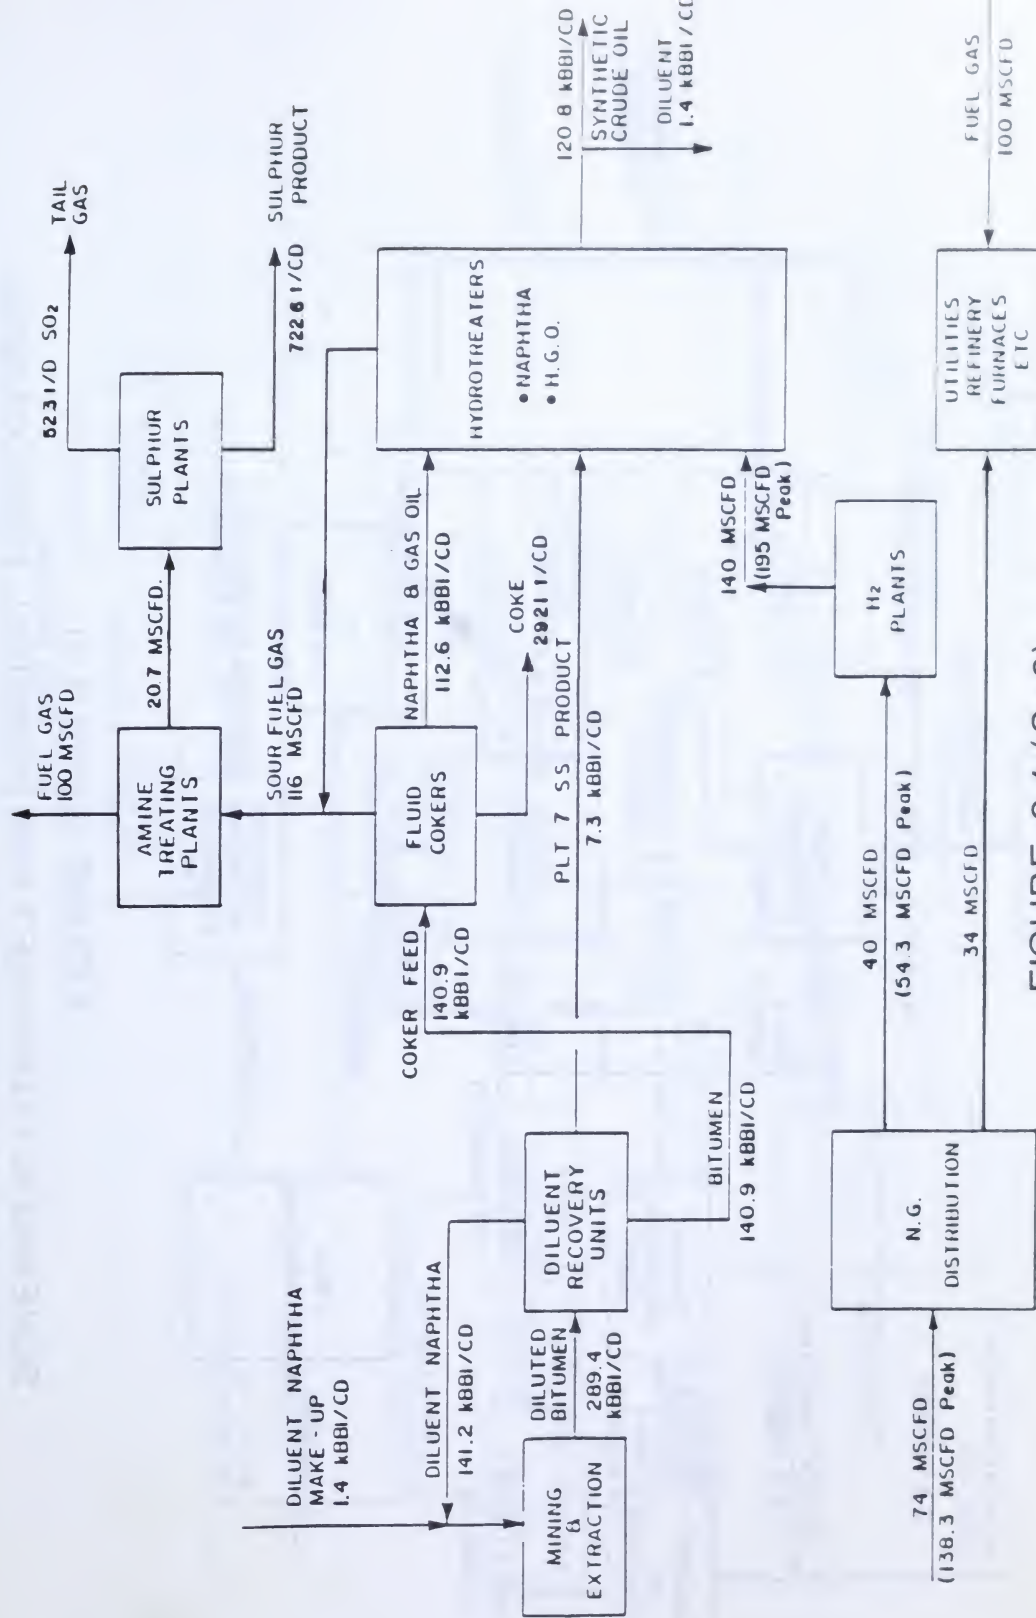 623 T/D SO2
TAIL
GAS
SULPHUR
PLANTS
722.6 T/CD
SULPHUR
PRODUCT
FUEL GAS
100 MSCFD
20.7 MSCFD.
AMINE
TREATING
PLANTS
SOUR FUEL GAS
116 MSCFD
HYDROTREATERS
• NAPHTHA
• H.G.O.
120 8 kBBl/CD
SYNTHETIC
CRUDE OIL
DILUENT
1.4 kBBl/CD
NAPHTHA & GAS OIL
112.6 kBBl/CD
FLUID
COKERS
COKE
2921 T/CD
COKER FEED
140.9
kBBl/CD
PLT 7 SS PRODUCT
7.3 kBBl/CD
140 MSCFD
(195 MSCFD
Peak)
H2
PLANTS
FUEL GAS
100 MSCFD
UTILITIES
REFINERY
FURNACES
ETC
DILUENT NAPHTHA
MAKE - UP
1.4 kBBl/CD
DILUENT NAPHTHA
141.2 kBBl/CD
DILUENT
RECOVERY
UNITS
BITUMEN
140.9 kBBl/CD
DILUTED
BITUMEN
289.4
kBBl/CD
MINING
&
EXTRACTION
40 MSCFD
(54.3 MSCFD Peak)
34 MSCFD
N.G.
DISTRIBUTION
74 MSCFD
(138.3 MSCFD Peak)